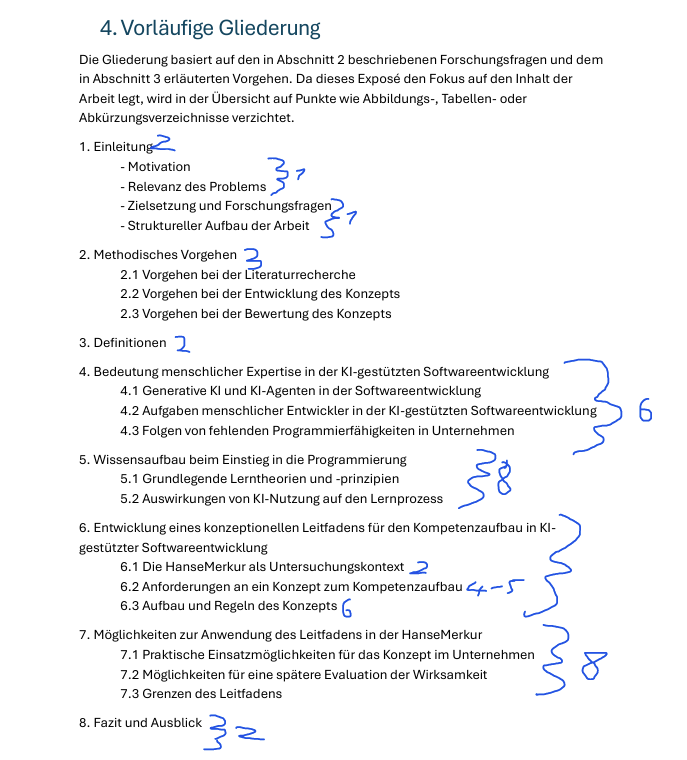 4. Vorläufige Gliederung
Die Gliederung basiert auf den in Abschnitt 2 beschriebenen Forschungsfragen und dem
in Abschnitt 3 erläuterten Vorgehen. Da dieses Exposé den Fokus auf den Inhalt der
Arbeit legt, wird in der Übersicht auf Punkte wie Abbildungs-, Tabellen- oder
Abkürzungsverzeichnisse verzichtet.
1. Einleitung 2
- Motivation
- Relevanz des Problems 1
- Zielsetzung und Forschungsfragen
- Struktureller Aufbau der Arbeit 1
2. Methodisches Vorgehen 3
2.1 Vorgehen bei der Literaturrecherche
2.2 Vorgehen bei der Entwicklung des Konzepts
2.3 Vorgehen bei der Bewertung des Konzepts
3. Definitionen 2
4. Bedeutung menschlicher Expertise in der KI-gestützten Softwareentwicklung
4.1 Generative KI und KI-Agenten in der Softwareentwicklung
4.2 Aufgaben menschlicher Entwickler in der KI-gestützten Softwareentwicklung 6
4.3 Folgen von fehlenden Programmierfähigkeiten in Unternehmen
5. Wissensaufbau beim Einstieg in die Programmierung
5.1 Grundlegende Lerntheorien und -prinzipien 8
5.2 Auswirkungen von KI-Nutzung auf den Lernprozess
6. Entwicklung eines konzeptionellen Leitfadens für den Kompetenzaufbau in KI-
gestützter Softwareentwicklung
6.1 Die HanseMerkur als Untersuchungskontext 2
6.2 Anforderungen an ein Konzept zum Kompetenzaufbau 4-5
6.3 Aufbau und Regeln des Konzepts 6
7. Möglichkeiten zur Anwendung des Leitfadens in der HanseMerkur
7.1 Praktische Einsatzmöglichkeiten für das Konzept im Unternehmen 8
7.2 Möglichkeiten für eine spätere Evaluation der Wirksamkeit
7.3 Grenzen des Leitfadens
8. Fazit und Ausblick 2